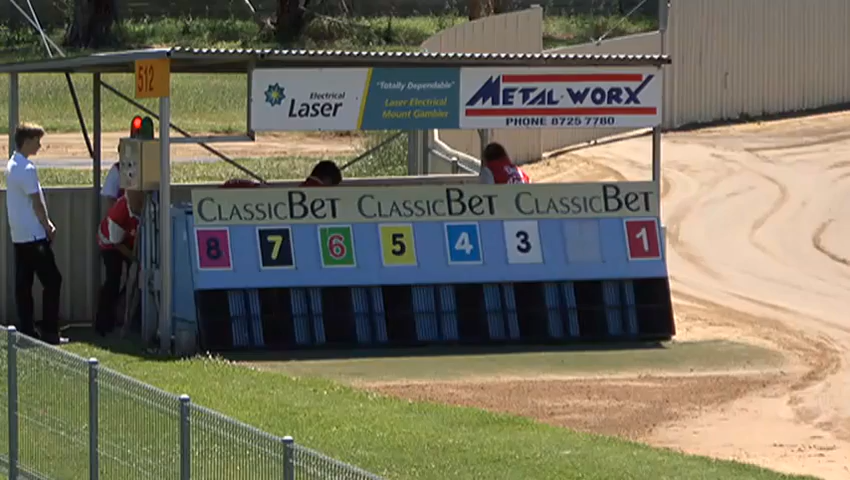 512
Electrical
Laser
"Totally Dependable"
Laser Electrical
Mount Gambier
METAL-WORX
PHONE 8725 7780
CLASSICBET CLASSICBET CLASSICBET
8 7 6 5 4 3 1